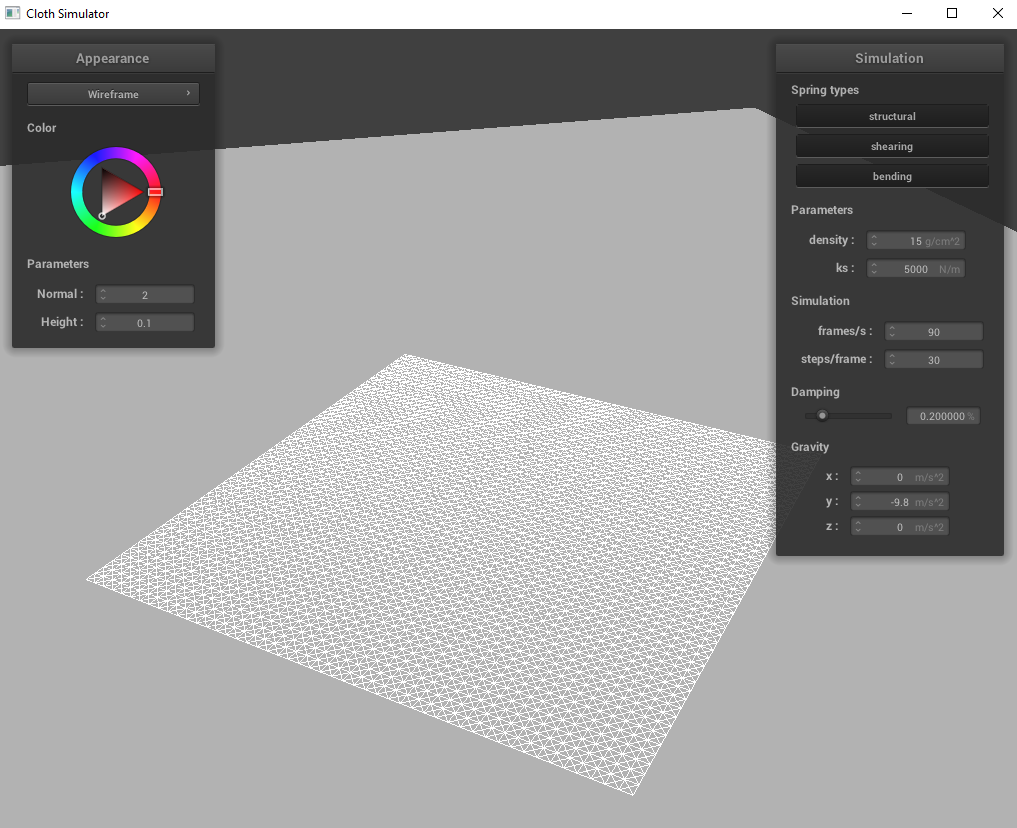 Cloth Simulator
Appearance
Wireframe
Color
Parameters
Normal : 2
Height : 0.1
Simulation
Spring types
structural
shearing
bending
Parameters
density : 15 g/cm^2
ks : 5000 N/m
Simulation
frames/s : 90
steps/frame : 30
Damping
0.200000 %
Gravity
x : 0 m/s^2
y : -9.8 m/s^2
z : 0 m/s^2